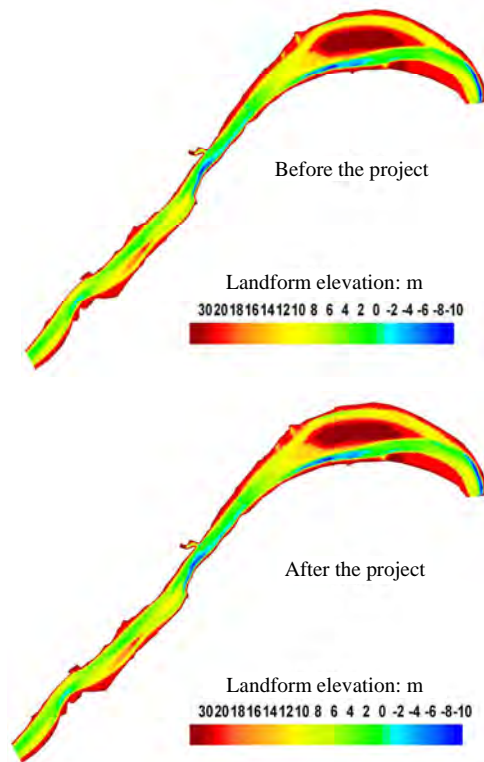 Before the project
Landform elevation: m
30 20 18 16 14 12 10 8 6 4 2 0 -2 -4 -6 -8 -10
After the project
Landform elevation: m
30 20 18 16 14 12 10 8 6 4 2 0 -2 -4 -6 -8 -10